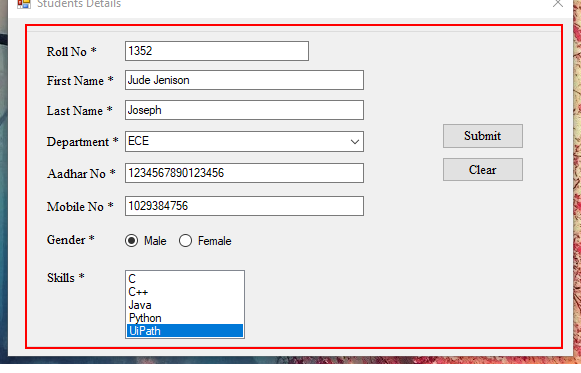 Students Details
Roll No * 1352
First Name * Jude Jenison
Last Name * Joseph
Department * ECE
Submit
Aadhar No * 1234567890123456
Clear
Mobile No * 1029384756
Gender * Male Female
Skills * C
C++
Java
Python
UiPath